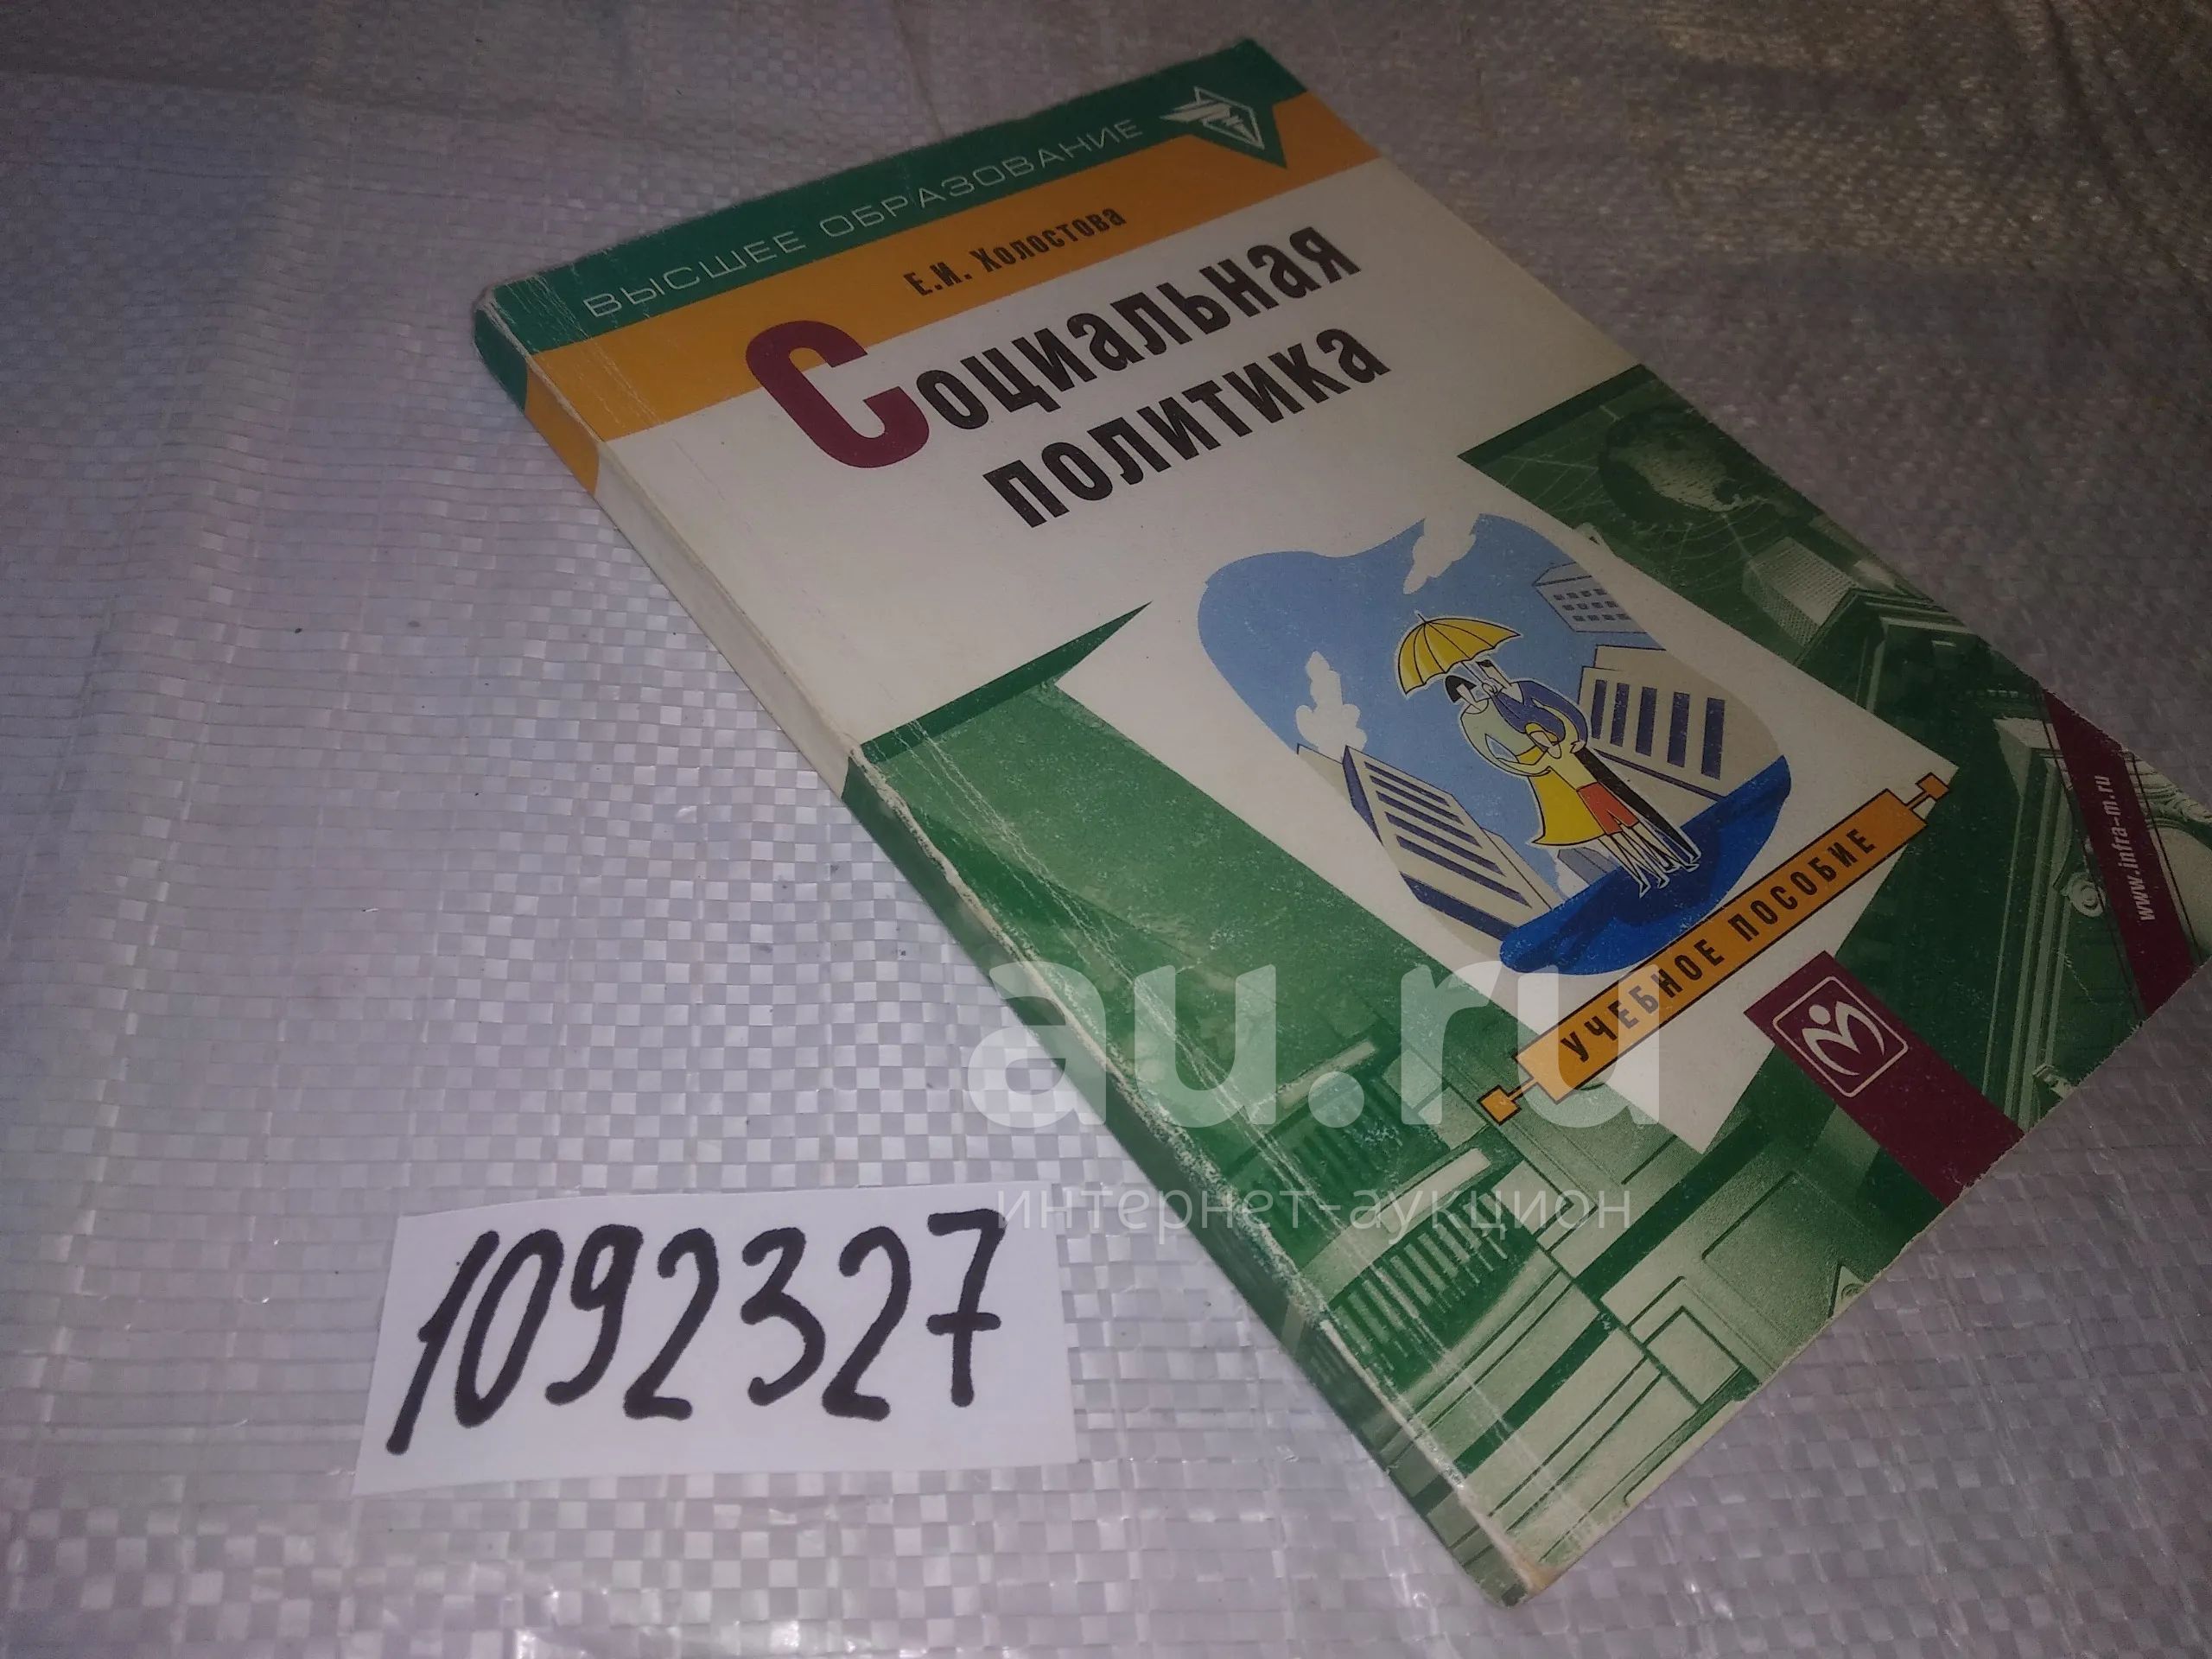 ВЫСШЕЕ ОБРАЗОВАНИЕ
Е.И. Холостова
Социальная
политика
УЧЕБНОЕ ПОСОБИЕ
www.infra-m.ru
au.ru
интернет-аукцион
1092327